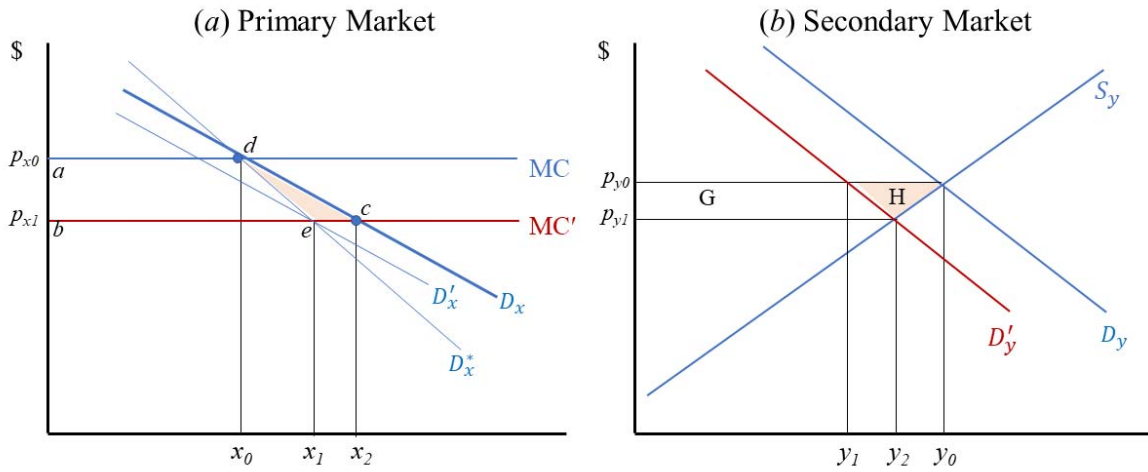 (a) Primary Market
$
p_x0
a
d
MC
p_x1
b
e
c
MC′
D′_x
D_x
D*_x
x_0
x_1
x_2
(b) Secondary Market
$
S_y
p_y0
G
H
p_y1
D′_y
D_y
y_1
y_2
y_0